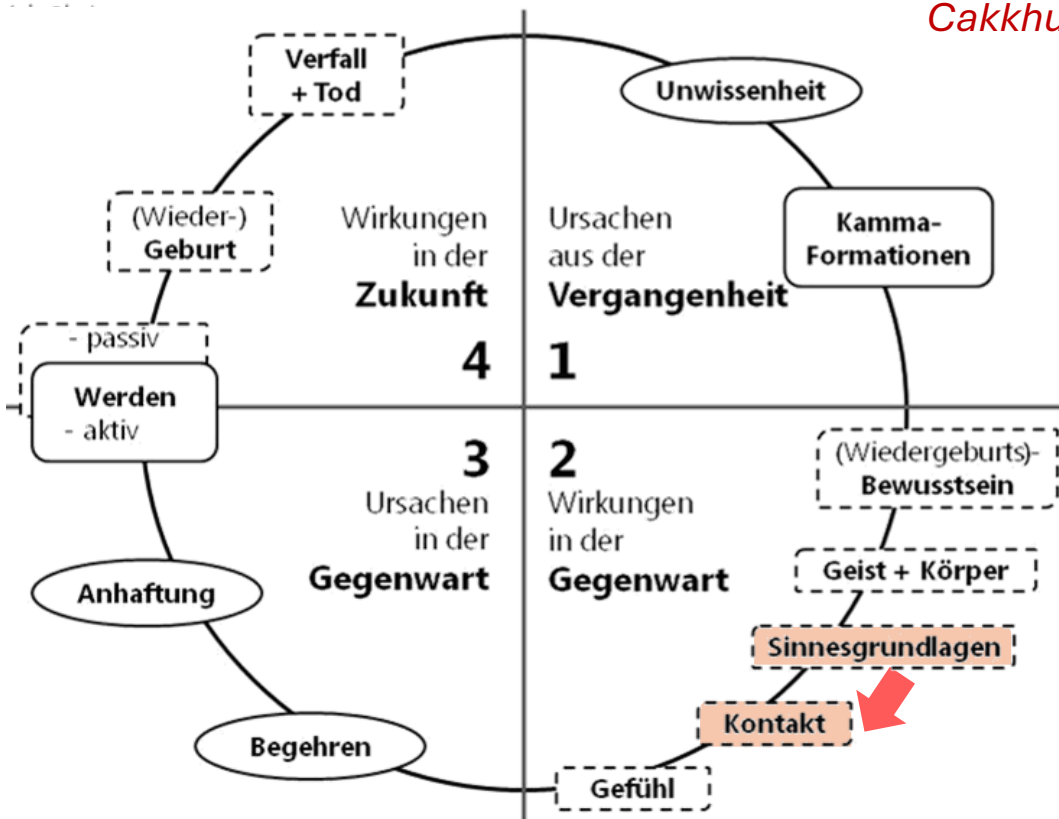 Cakkhu
Verfall
+ Tod
Unwissenheit
(Wieder-)
Geburt
Wirkungen
in der
Zukunft
4
Ursachen
aus der
Vergangenheit
1
Kamma-
Formationen
- passiv
Werden
- aktiv
3
Ursachen
in der
Gegenwart
2
Wirkungen
in der
Gegenwart
(Wiedergeburts)-
Bewusstsein
Geist + Körper
Sinnesgrundlagen
Kontakt
Gefühl
Anhaftung
Begehren